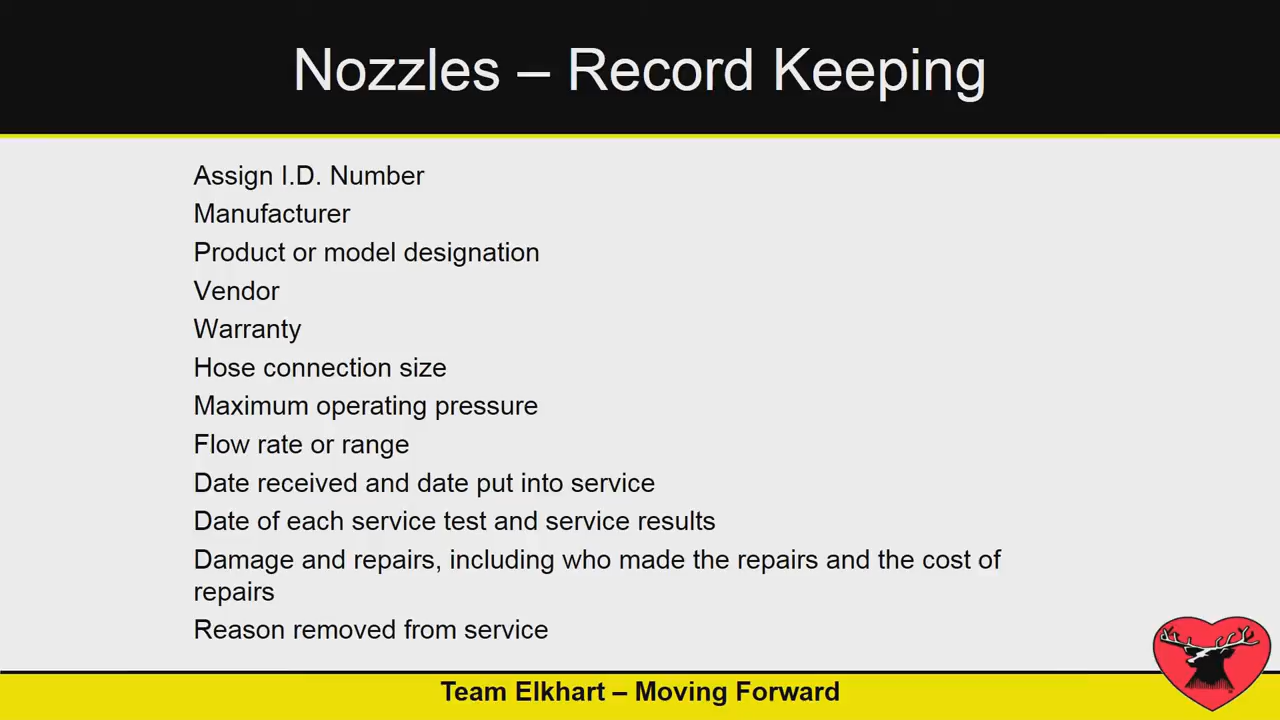 Nozzles – Record Keeping
Assign I.D. Number
Manufacturer
Product or model designation
Vendor
Warranty
Hose connection size
Maximum operating pressure
Flow rate or range
Date received and date put into service
Date of each service test and service results
Damage and repairs, including who made the repairs and the cost of
repairs
Reason removed from service
Team Elkhart – Moving Forward